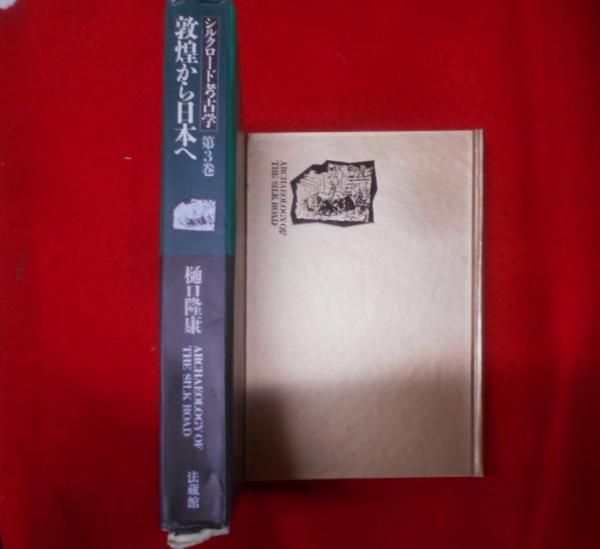 シルクロード考古学 第3巻
敦煌から日本へ
樋口隆康
ARCHAEOLOGY OF
THE SILK ROAD
法蔵館
ARCHAEOLOGY OF
THE SILK ROAD